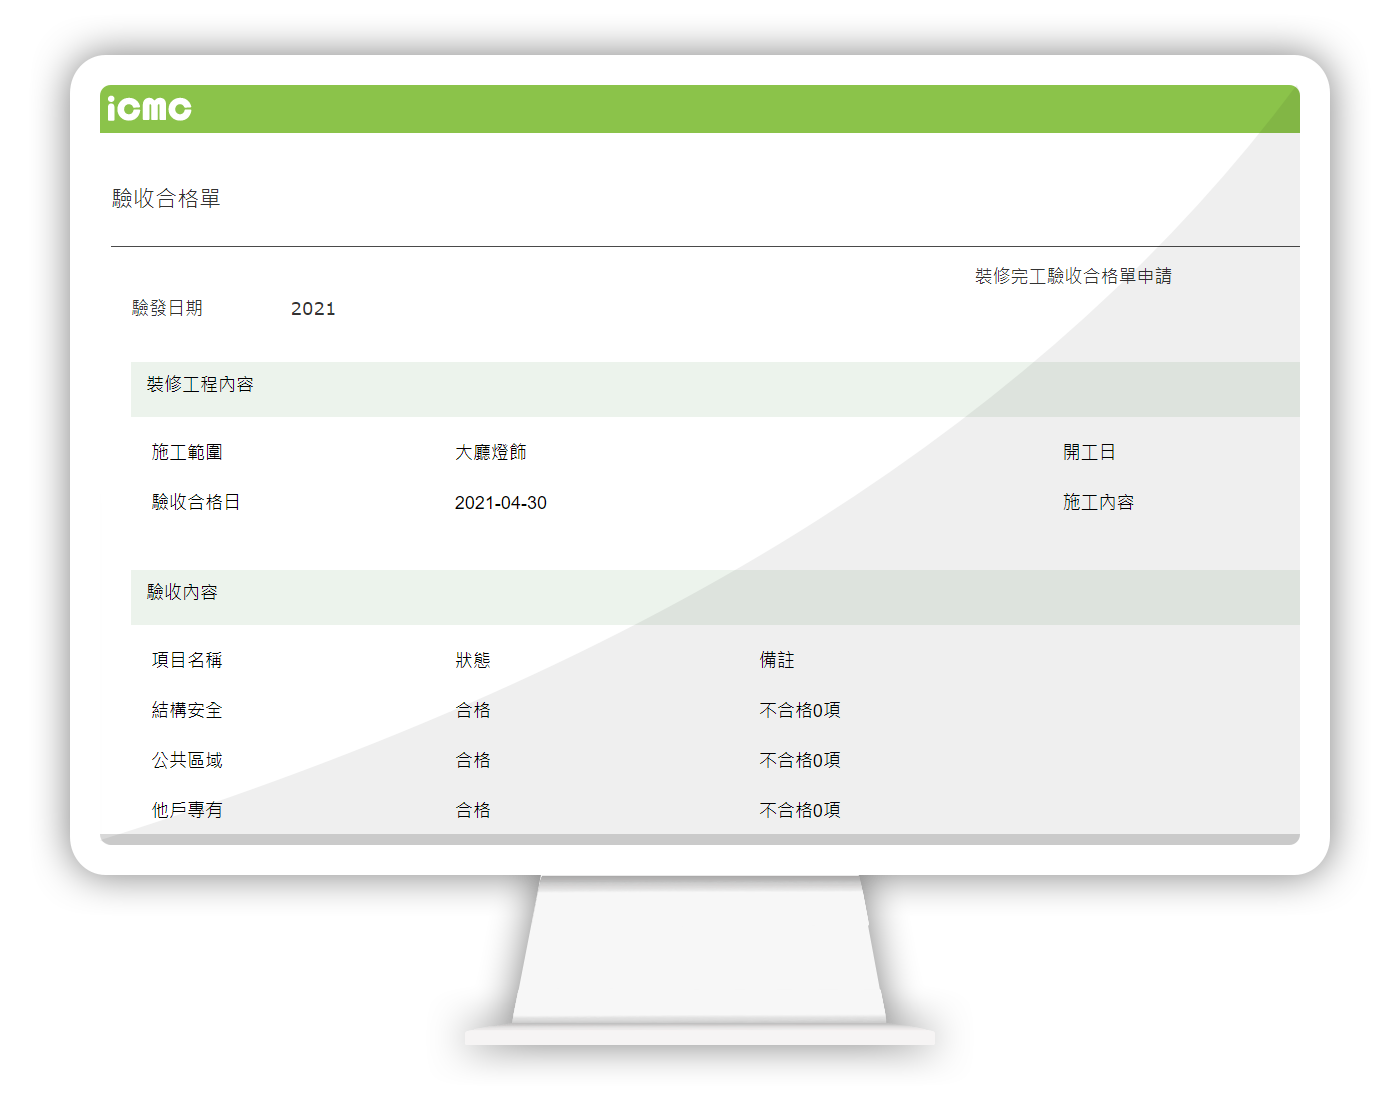 icmc
驗收合格單
裝修完工驗收合格單申請
驗發日期 2021
裝修工程內容
施工範圍 大廳燈飾 開工日
驗收合格日 2021-04-30 施工內容
驗收內容
項目名稱 狀態 備註
結構安全 合格 不合格0項
公共區域 合格 不合格0項
他戶專有 合格 不合格0項